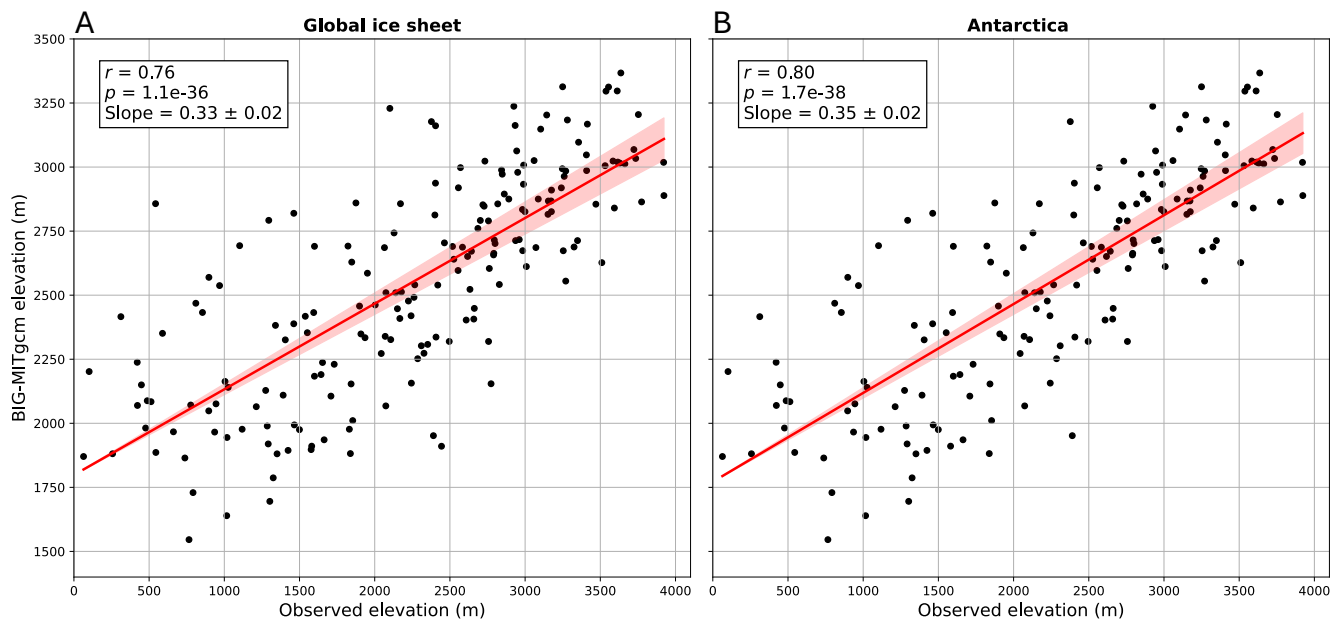 A
Global ice sheet
r = 0.76
p = 1.1e-36
Slope = 0.33 ± 0.02
BIG-MITgcm elevation (m)
3500
3250
3000
2750
2500
2250
2000
1750
1500
0 500 1000 1500 2000 2500 3000 3500 4000
Observed elevation (m)
B
Antarctica
r = 0.80
p = 1.7e-38
Slope = 0.35 ± 0.02
0 500 1000 1500 2000 2500 3000 3500 4000
Observed elevation (m)